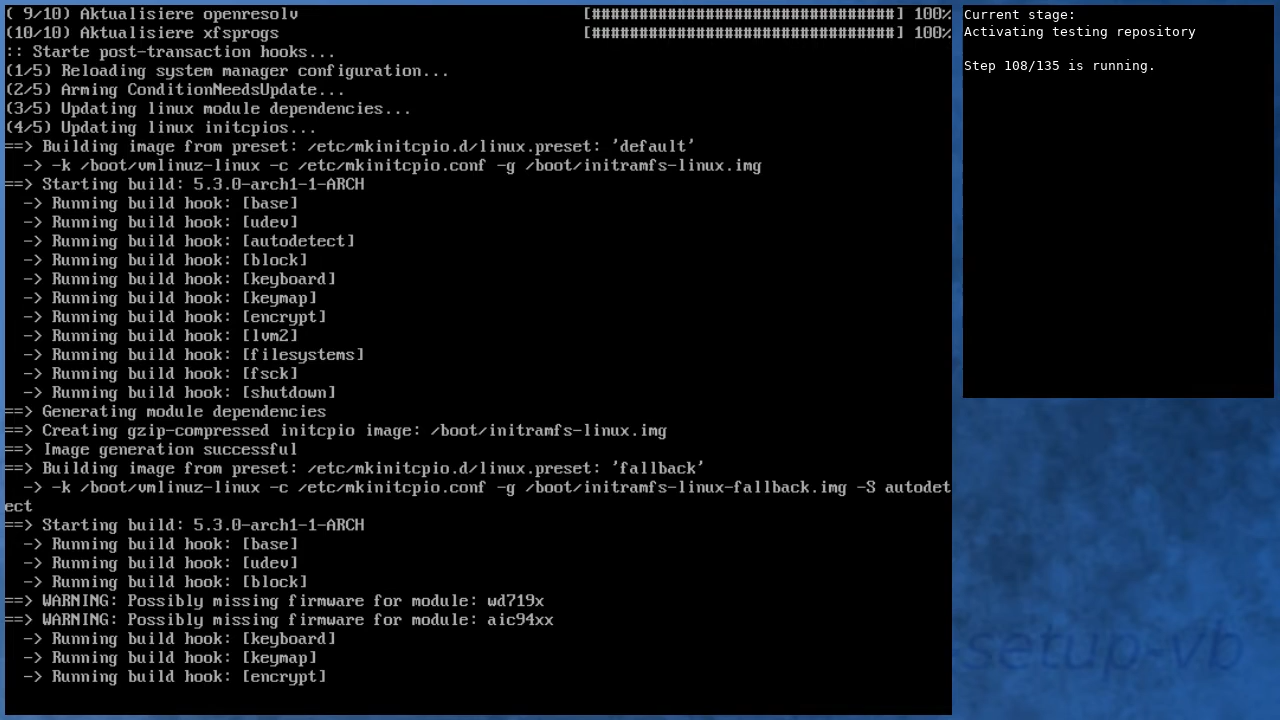 ( 9/10) Aktualisiere openresolv [################################] 100%
(10/10) Aktualisiere xfsprogs [################################] 100%
:: Starte post-transaction hooks...
(1/5) Reloading system manager configuration...
(2/5) Arming ConditionNeedsUpdate...
(3/5) Updating linux module dependencies...
(4/5) Updating linux initcpios...
==> Building image from preset: /etc/mkinitcpio.d/linux.preset: 'default'
-> -k /boot/vmlinuz-linux -c /etc/mkinitcpio.conf -g /boot/initramfs-linux.img
==> Starting build: 5.3.0-arch1-1-ARCH
-> Running build hook: [base]
-> Running build hook: [udev]
-> Running build hook: [autodetect]
-> Running build hook: [block]
-> Running build hook: [keyboard]
-> Running build hook: [keymap]
-> Running build hook: [encrypt]
-> Running build hook: [lvm2]
-> Running build hook: [filesystems]
-> Running build hook: [fsck]
-> Running build hook: [shutdown]
==> Generating module dependencies
==> Creating gzip-compressed initcpio image: /boot/initramfs-linux.img
==> Image generation successful
==> Building image from preset: /etc/mkinitcpio.d/linux.preset: 'fallback'
-> -k /boot/vmlinuz-linux -c /etc/mkinitcpio.conf -g /boot/initramfs-linux-fallback.img -S autodet
ect
==> Starting build: 5.3.0-arch1-1-ARCH
-> Running build hook: [base]
-> Running build hook: [udev]
-> Running build hook: [block]
==> WARNING: Possibly missing firmware for module: wd719x
==> WARNING: Possibly missing firmware for module: aic94xx
-> Running build hook: [keyboard]
-> Running build hook: [keymap]
-> Running build hook: [encrypt]
Current stage:
Activating testing repository
Step 108/135 is running.
setup-vb